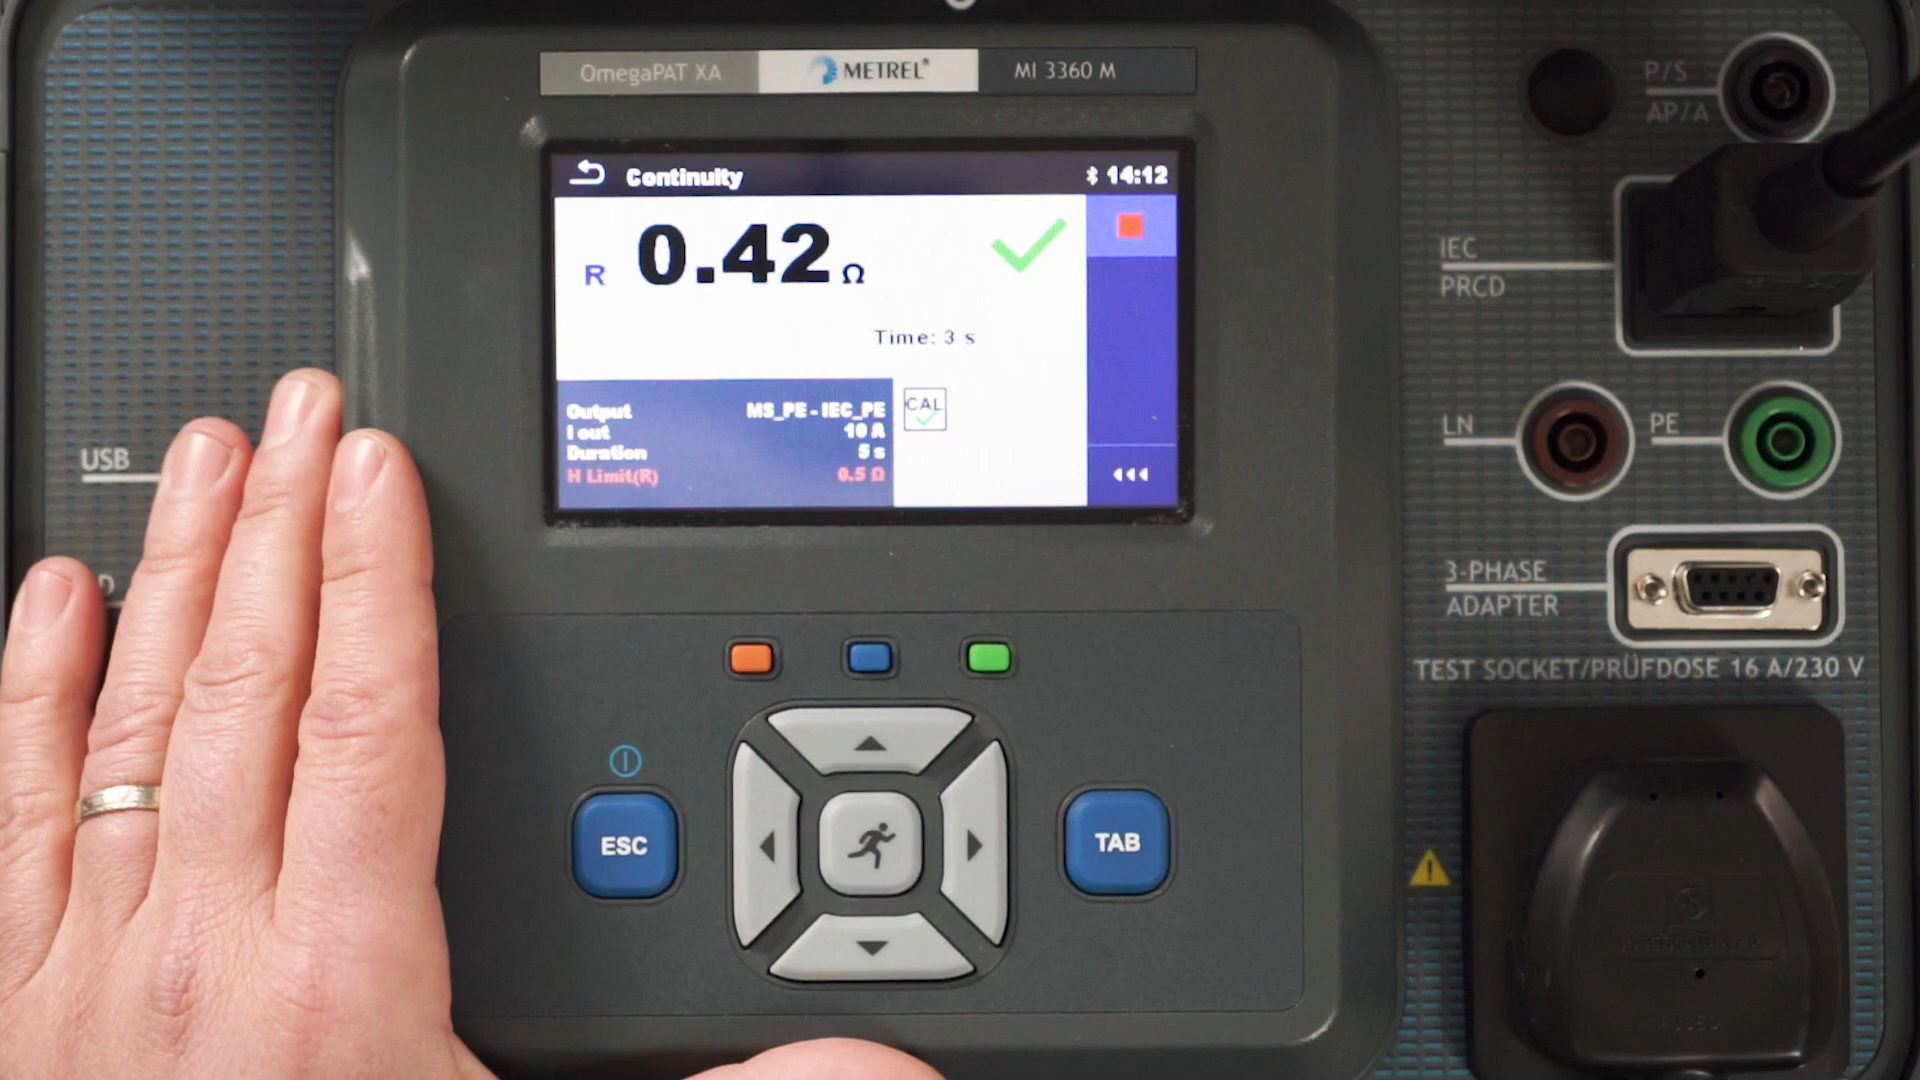 OmegaPAT XA
METREL®
MI 3360 M
Continuity
14:12
R 0.42 Ω
Time: 3 s
Output MS_PE - IEC_PE
I out 10 A
Duration 5 s
H Limit(R) 0.5 Ω
CAL
P/S
AP/A
IEC
PRCD
LN
PE
3-PHASE
ADAPTER
TEST SOCKET/PRÜFDOSE 16 A/230 V
USB
D
ESC
TAB